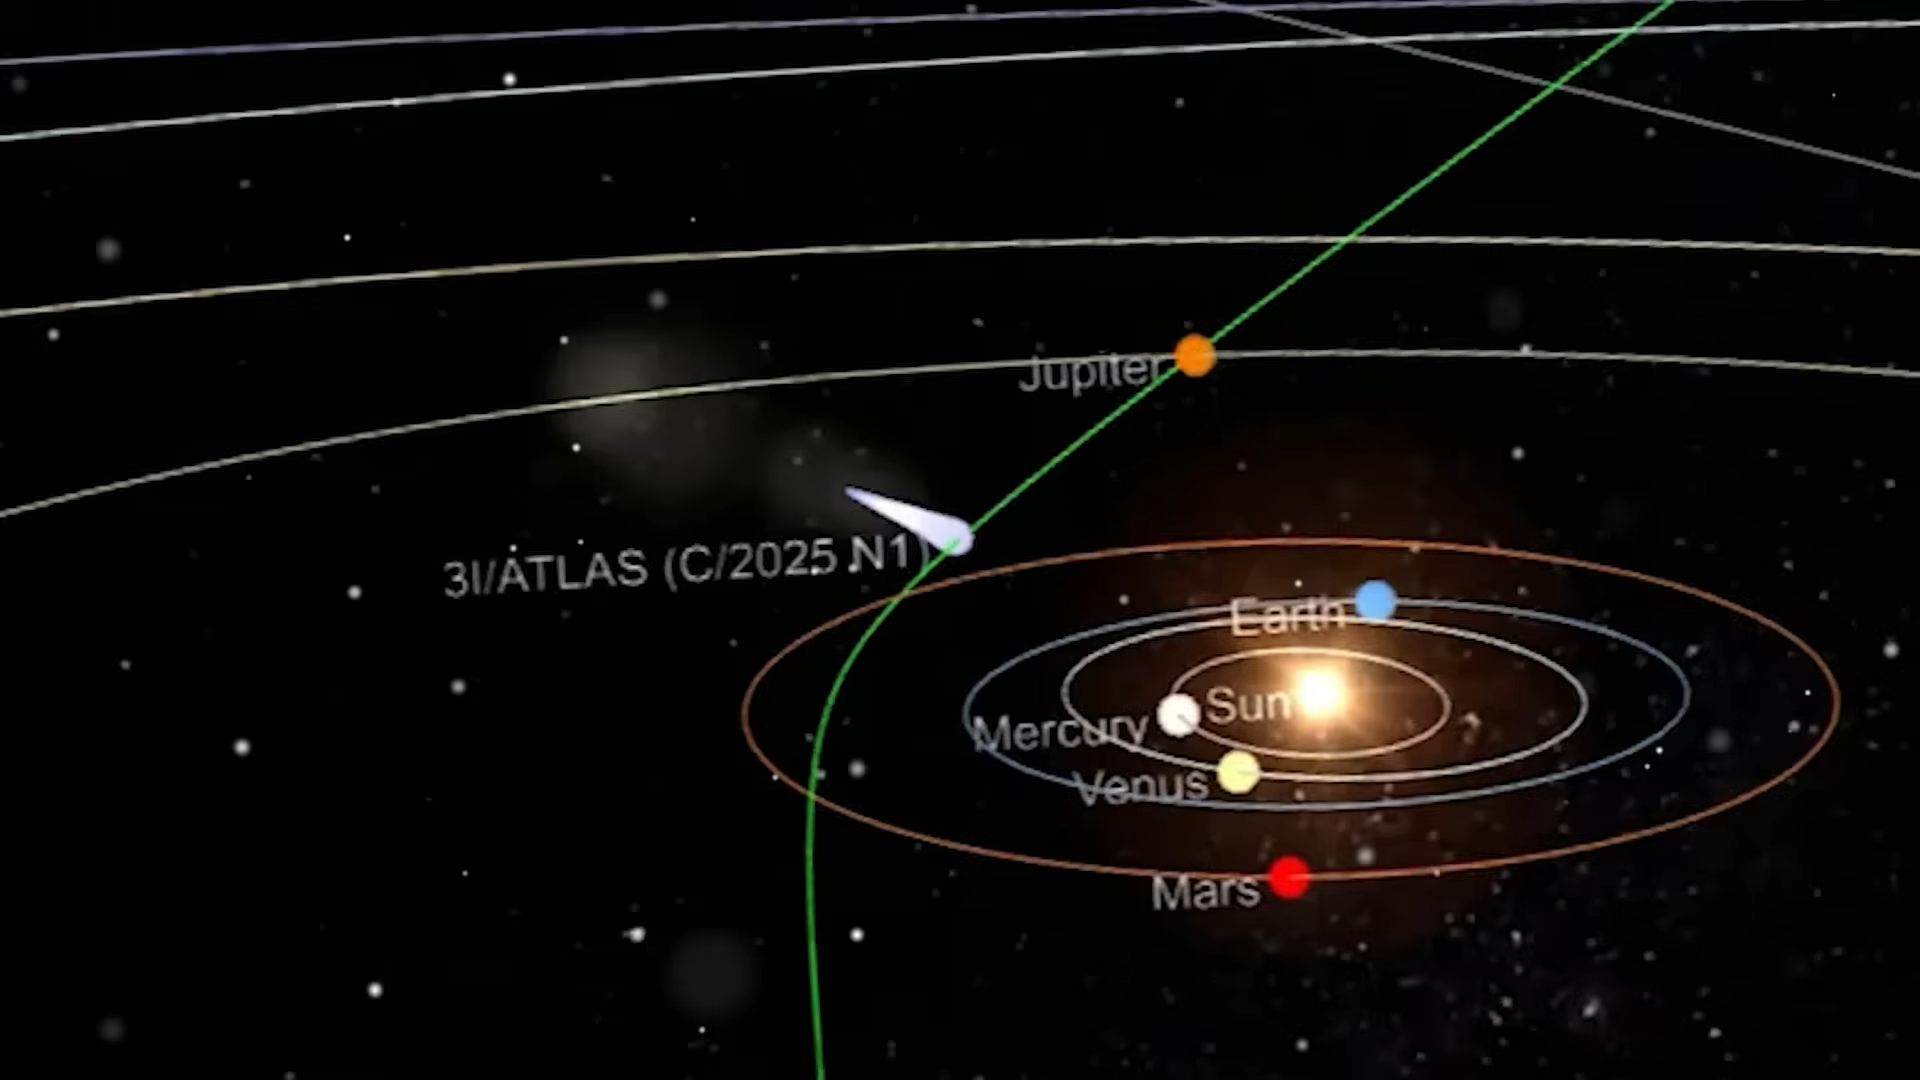 Jupiter
3I/ATLAS (C/2025 N1)
Earth
Sun
Mercury
Venus
Mars